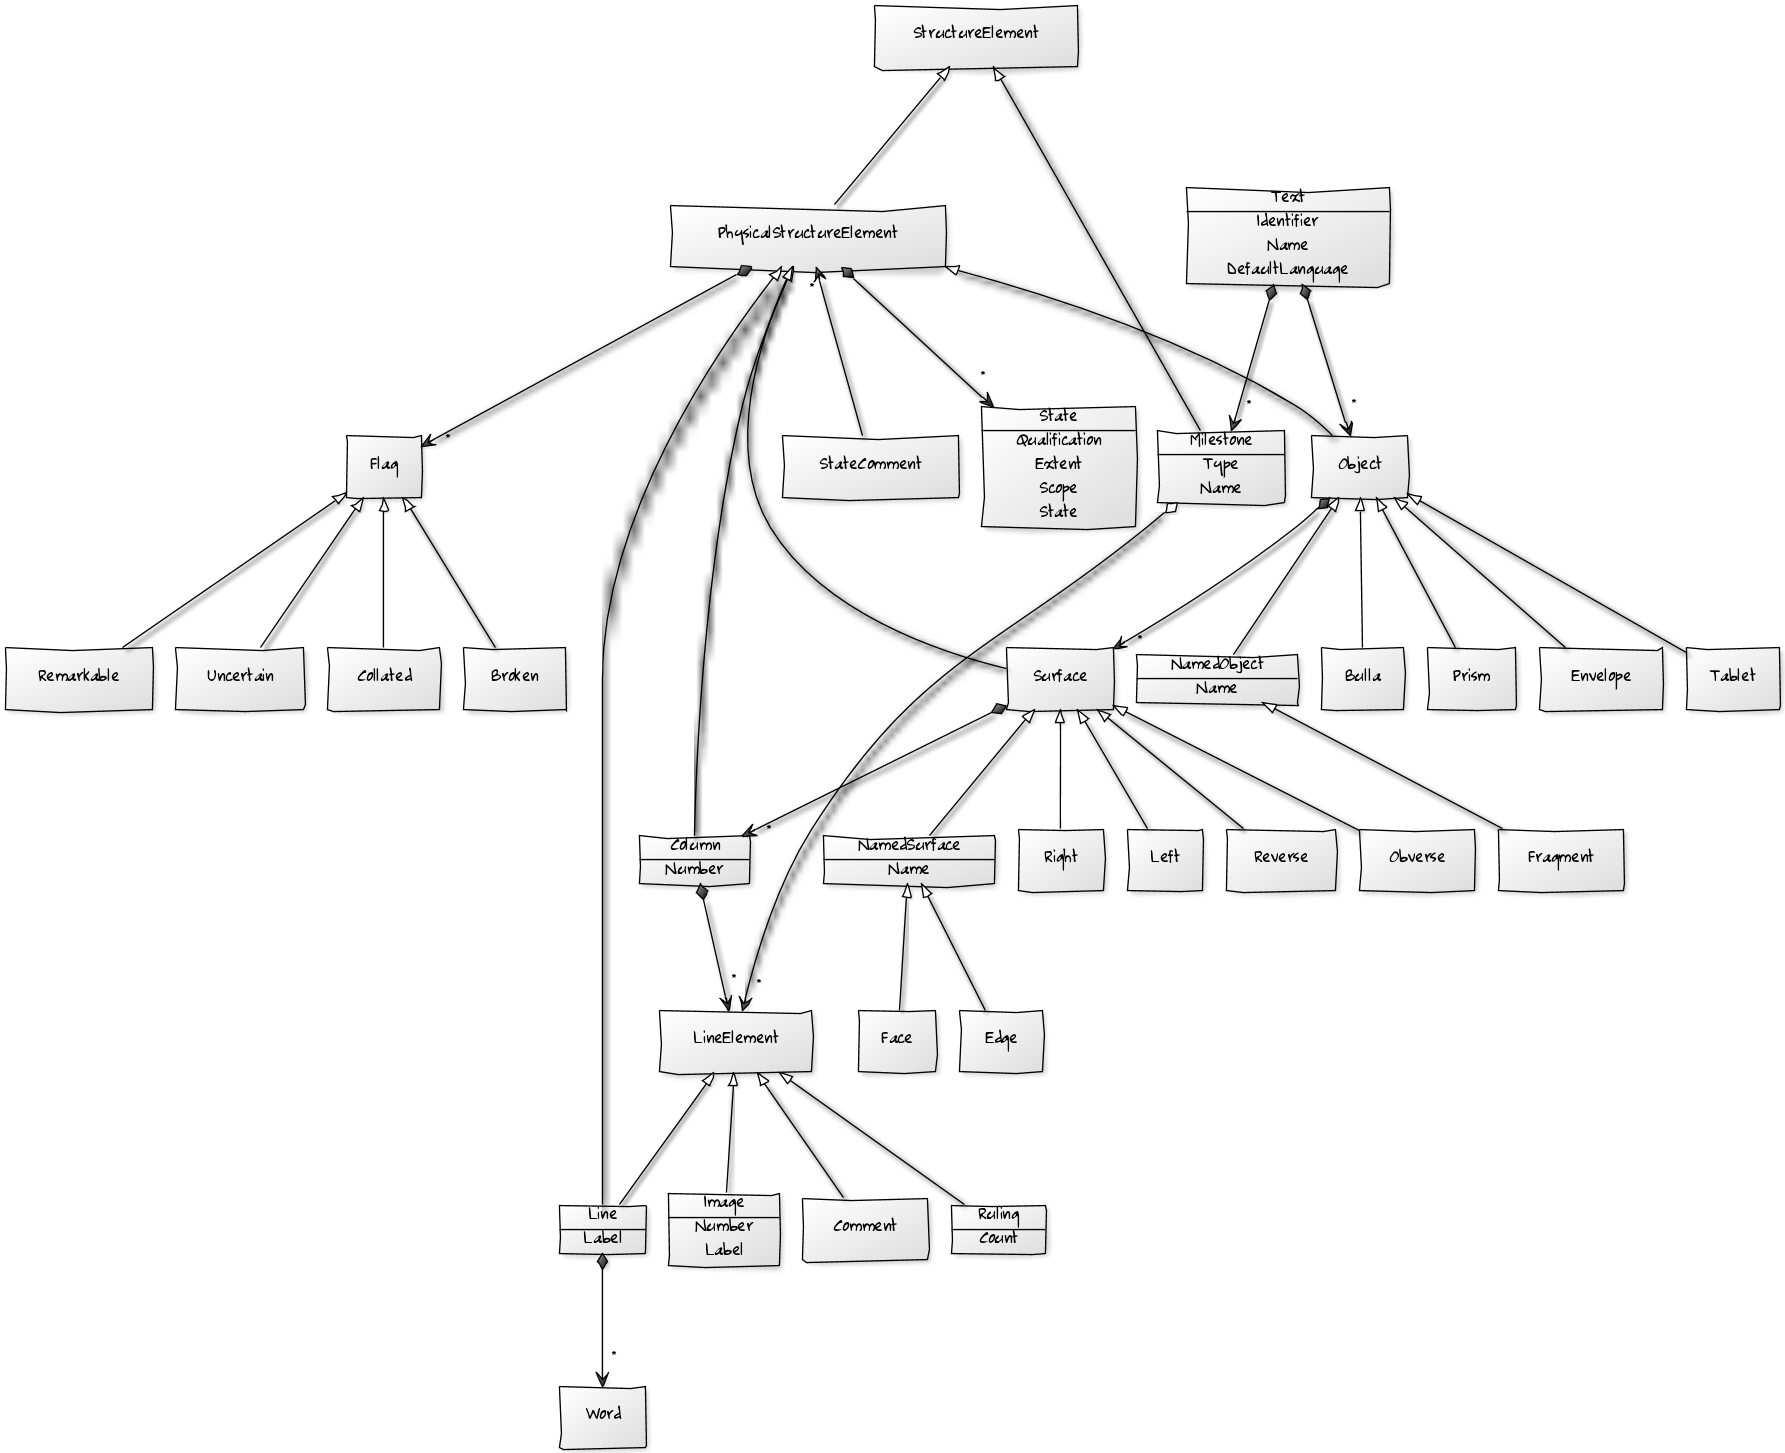 StructureElement
Text
Identifier
Name
DefaultLanguage
PhysicalStructureElement
*
*
*
*
State
Qualification
Extent
Scope
State
*
Flag
StateComment
Milestone
Type
Name
Object
*
Remarkable
Uncertain
Collated
Broken
Surface
NamedObject
Name
Bulla
Prism
Envelope
Tablet
*
Column
Number
NamedSurface
Name
Right
Left
Reverse
Obverse
Fragment
*
*
LineElement
Face
Edge
Line
Label
Image
Number
Label
Comment
Ruling
Count
*
Word